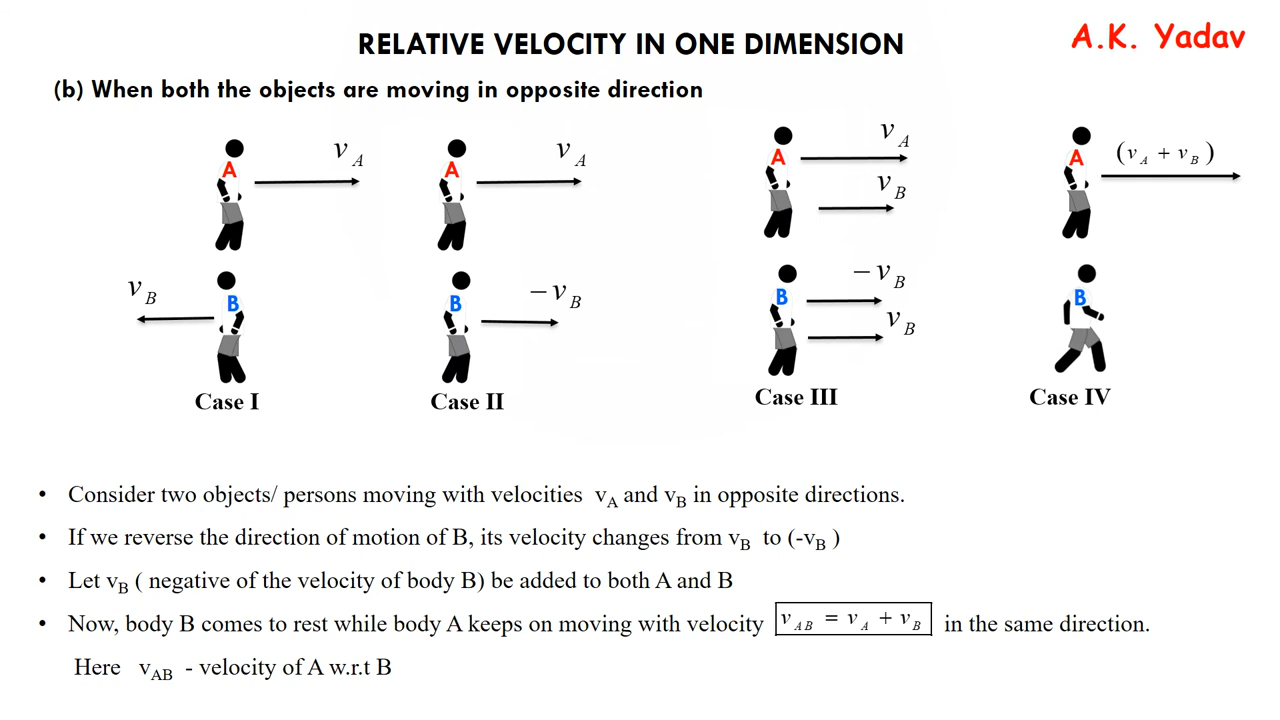 RELATIVE VELOCITY IN ONE DIMENSION
A.K. Yadav
(b) When both the objects are moving in opposite direction
A
v_A
A
v_A
A
v_A
v_B
A
(v_A + v_B)
v_B
B
B
−v_B
B
−v_B
v_B
B
Case I
Case II
Case III
Case IV
• Consider two objects/ persons moving with velocities v_A and v_B in opposite directions.
• If we reverse the direction of motion of B, its velocity changes from v_B to (-v_B )
• Let v_B ( negative of the velocity of body B) be added to both A and B
• Now, body B comes to rest while body A keeps on moving with velocity v_AB = v_A + v_B in the same direction.
Here v_AB - velocity of A w.r.t B